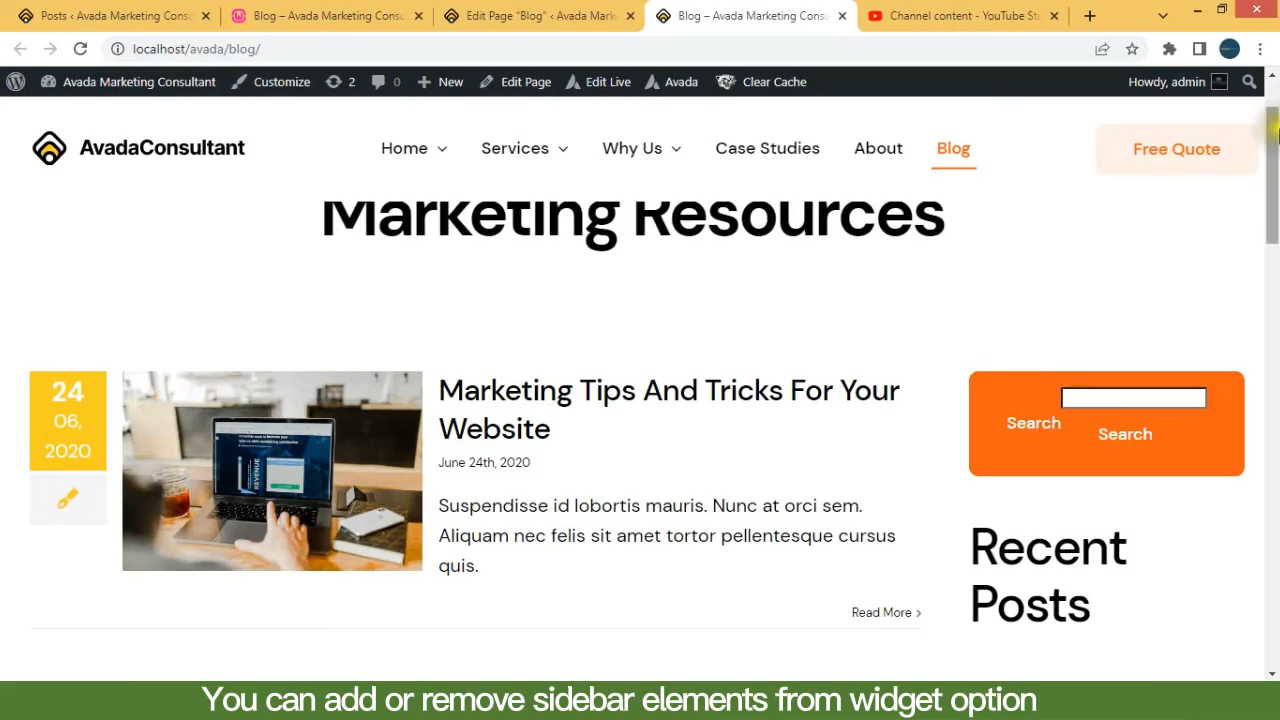 Posts ‹ Avada Marketing Consu
Blog – Avada Marketing Consu
Edit Page "Blog" ‹ Avada Mark
Blog – Avada Marketing Consu
Channel content - YouTube Stu
localhost/avada/blog/
Avada Marketing Consultant
Customize
2
0
New
Edit Page
Edit Live
Avada
Clear Cache
Howdy, admin
AvadaConsultant
Home
Services
Why Us
Case Studies
About
Blog
Free Quote
Marketing Resources
24
06,
2020
Marketing Tips And Tricks For Your
Website
June 24th, 2020
Suspendisse id lobortis mauris. Nunc at orci sem.
Aliquam nec felis sit amet tortor pellentesque cursus
quis.
Read More >
Search
Search
Recent
Posts
You can add or remove sidebar elements from widget option